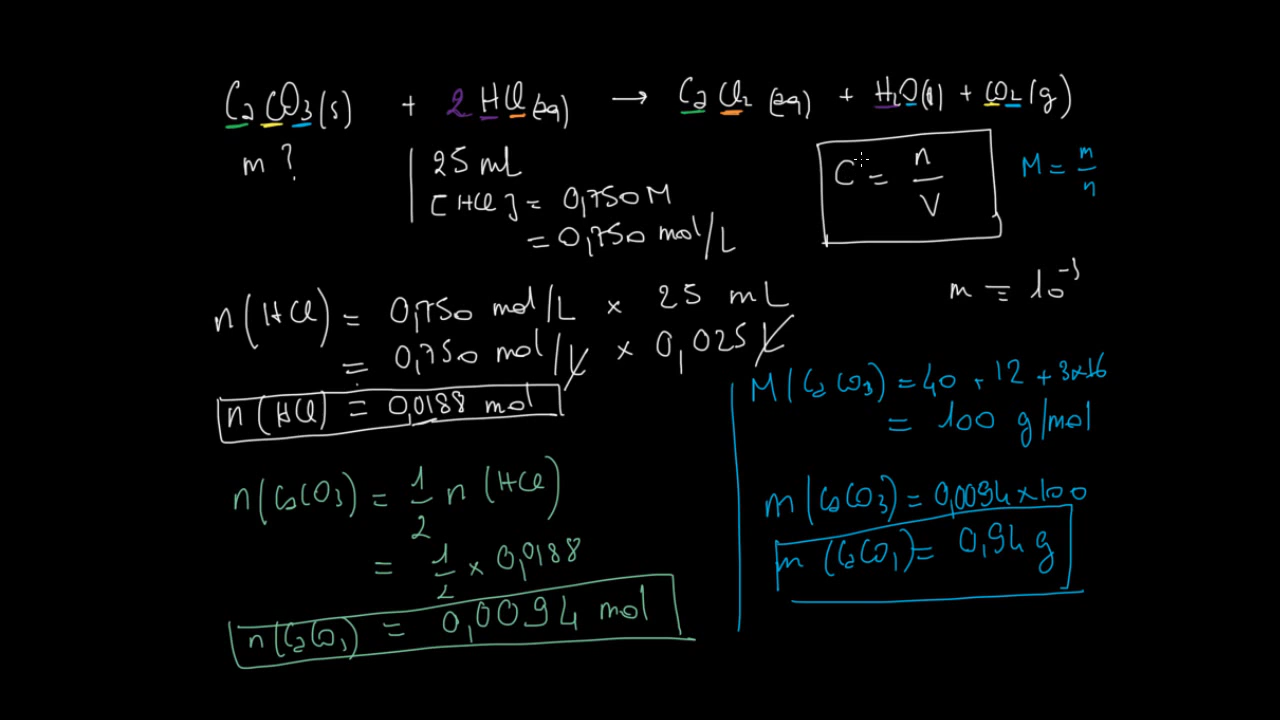 CaCO3(s) + 2 HCl(aq) → CaCl2 (aq) + H2O(l) + CO2(g)
m ?
25 mL
[HCl] = 0,750 M
= 0,750 mol/L
C = n/V
M = m/n
m = 10^-3
n(HCl) = 0,750 mol/L × 25 mL
= 0,750 mol/L × 0,025 L
n(HCl) = 0,0188 mol
n(CaCO3) = 1/2 n(HCl)
= 1/2 × 0,0188
n(CaCO3) = 0,0094 mol
M(CaCO3) = 40 + 12 + 3×16
= 100 g/mol
m(CaCO3) = 0,0094×100
m(CaCO3) = 0,94 g